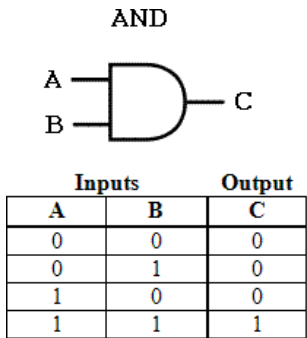 AND
A
C
B
Inputs Output
A B C
0 0 0
0 1 0
1 0 0
1 1 1